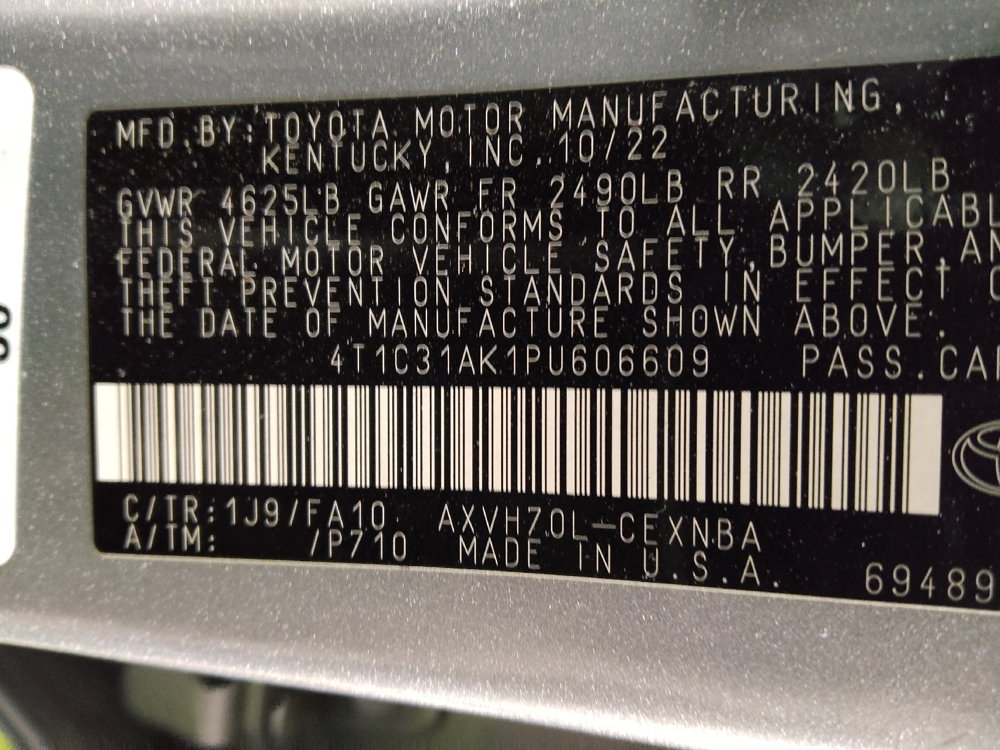 MFD.BY:TOYOTA MOTOR MANUFACTURING,
KENTUCKY,INC.10/22
GVWR 4625LB GAWR FR 2490LB RR 2420LB
THIS VEHICLE CONFORMS TO ALL APPLICABL
FEDERAL MOTOR VEHICLE SAFETY,BUMPER,AN
THEFT PREVENTION STANDARDS IN EFFECT
THE DATE OF MANUFACTURE SHOWN ABOVE.
4T1C31AK1PU606609 PASS.CAR
C/TR:1J9/FA10 AXVH70L-CEXNBA
A/TM: /P710 MADE IN U.S.A.
69489